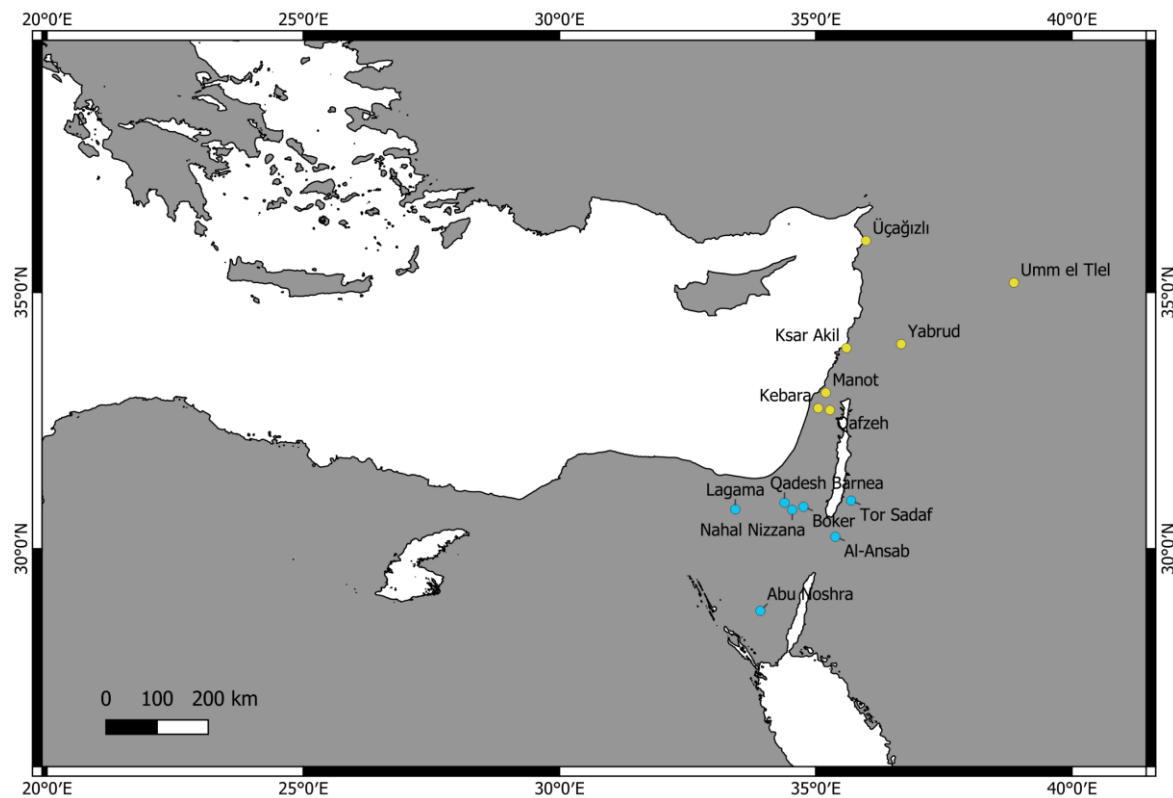 20°0'E 25°0'E 30°0'E 35°0'E 40°0'E
Üçağızlı
Umm el Tlel
35°0'N 35°0'N
Ksar Akil
Yabrud
Manot
Kebara
Qafzeh
Qadesh Barnea
Lagama
Tor Sadaf
Boker
Nahal Nizzana
Al-Ansab
30°0'N 30°0'N
Abu Noshra
0 100 200 km
20°0'E 25°0'E 30°0'E 35°0'E 40°0'E